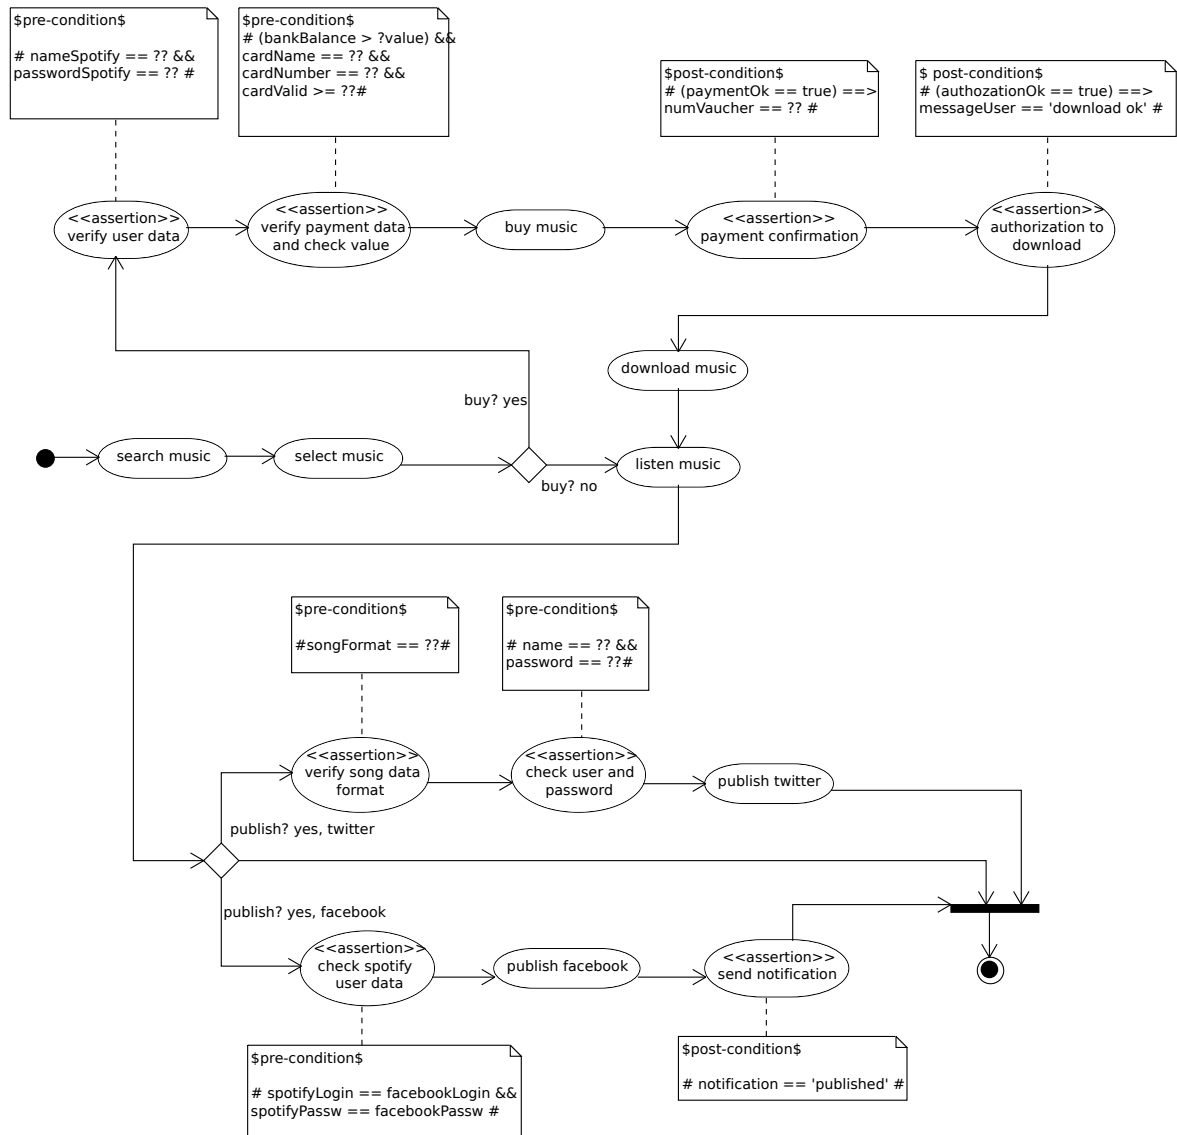 $pre-condition$
# nameSpotify == ?? &&
passwordSpotify == ?? #
$pre-condition$
# (bankBalance > ?value) &&
cardName == ?? &&
cardNumber == ?? &&
cardValid >= ??#
$post-condition$
# (paymentOk == true) ==>
numVaucher == ?? #
$ post-condition$
# (authozationOk == true) ==>
messageUser == 'download ok' #
<<assertion>>
verify user data
<<assertion>>
verify payment data
and check value
buy music
<<assertion>>
payment confirmation
<<assertion>>
authorization to
download
download music
buy? yes
search music
select music
listen music
buy? no
$pre-condition$
#songFormat == ??#
$pre-condition$
# name == ?? &&
password == ??#
<<assertion>>
verify song data
format
<<assertion>>
check user and
password
publish twitter
publish? yes, twitter
publish? yes, facebook
<<assertion>>
check spotify
user data
publish facebook
<<assertion>>
send notification
$pre-condition$
# spotifyLogin == facebookLogin &&
spotifyPassw == facebookPassw #
$post-condition$
# notification == 'published' #